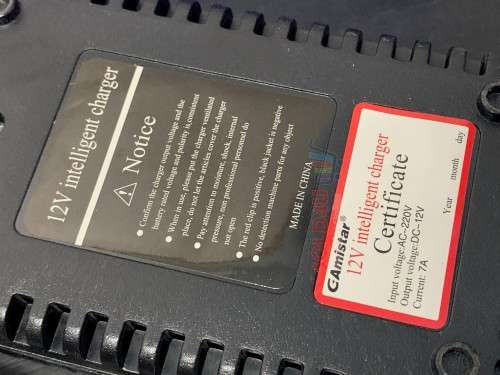 12V intelligent charger
Notice
● Confirm the charger output voltage and the
battery rated voltage and polarity is consistent
● When in use, please put the charger ventilated
place, do not let the articles cover the charger
● Pay attention to moisture, shock, internal
pressure, non professional personnel do
not open
● The red clip is positive, black jacket is negative
● No detection machine parts for any object
MADE IN CHINA
GAmistar®
12V intelligent charger
Certificate
Input voltage:AC-220V
Output voltage:DC-12V
Current: 7A
Year month day